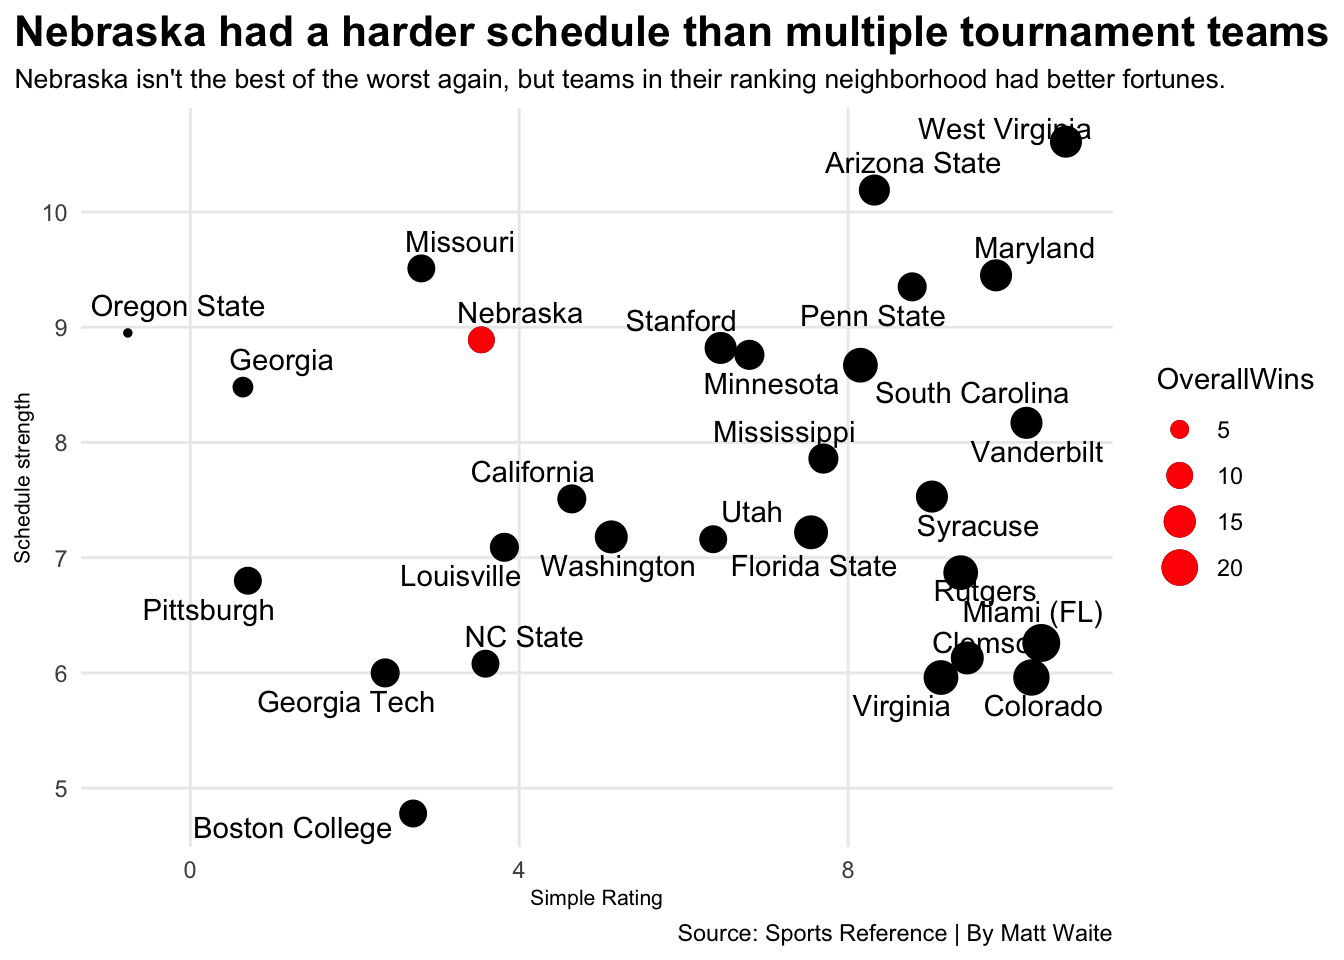 Nebraska had a harder schedule than multiple tournament teams
Nebraska isn't the best of the worst again, but teams in their ranking neighborhood had better fortunes.
West Virginia
Arizona State
10
Missouri
Maryland
Oregon State
Nebraska
Stanford
Penn State
9
Georgia
Minnesota
South Carolina
OverallWins
5
8
Mississippi
Vanderbilt
California
10
Utah
Syracuse
15
Schedule strength
7
Louisville
Washington
Florida State
20
Rutgers
Pittsburgh
Miami (FL)
NC State
Clemson
6
Georgia Tech
Virginia
Colorado
5
Boston College
0
4
8
Simple Rating
Source: Sports Reference | By Matt Waite